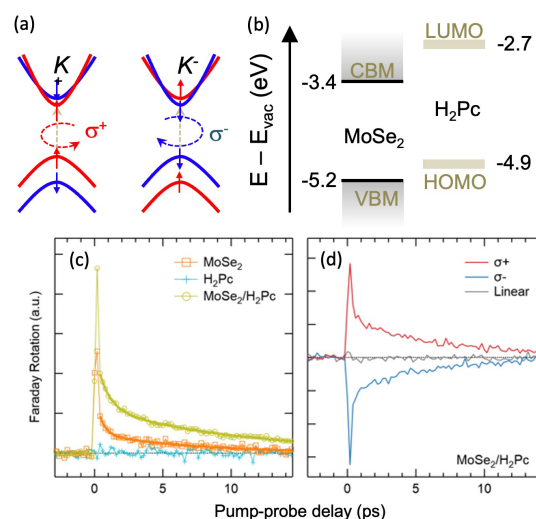 (a)
K
+
σ+
K-
σ-
(b)
E – Evac (eV)
-3.4
CBM
MoSe2
-5.2
VBM
LUMO
-2.7
H2Pc
-4.9
HOMO
(c)
MoSe2
H2Pc
MoSe2/H2Pc
Faraday Rotation (a.u.)
0
5
10
(d)
σ+
σ-
Linear
MoSe2/H2Pc
0
5
10
Pump-probe delay (ps)